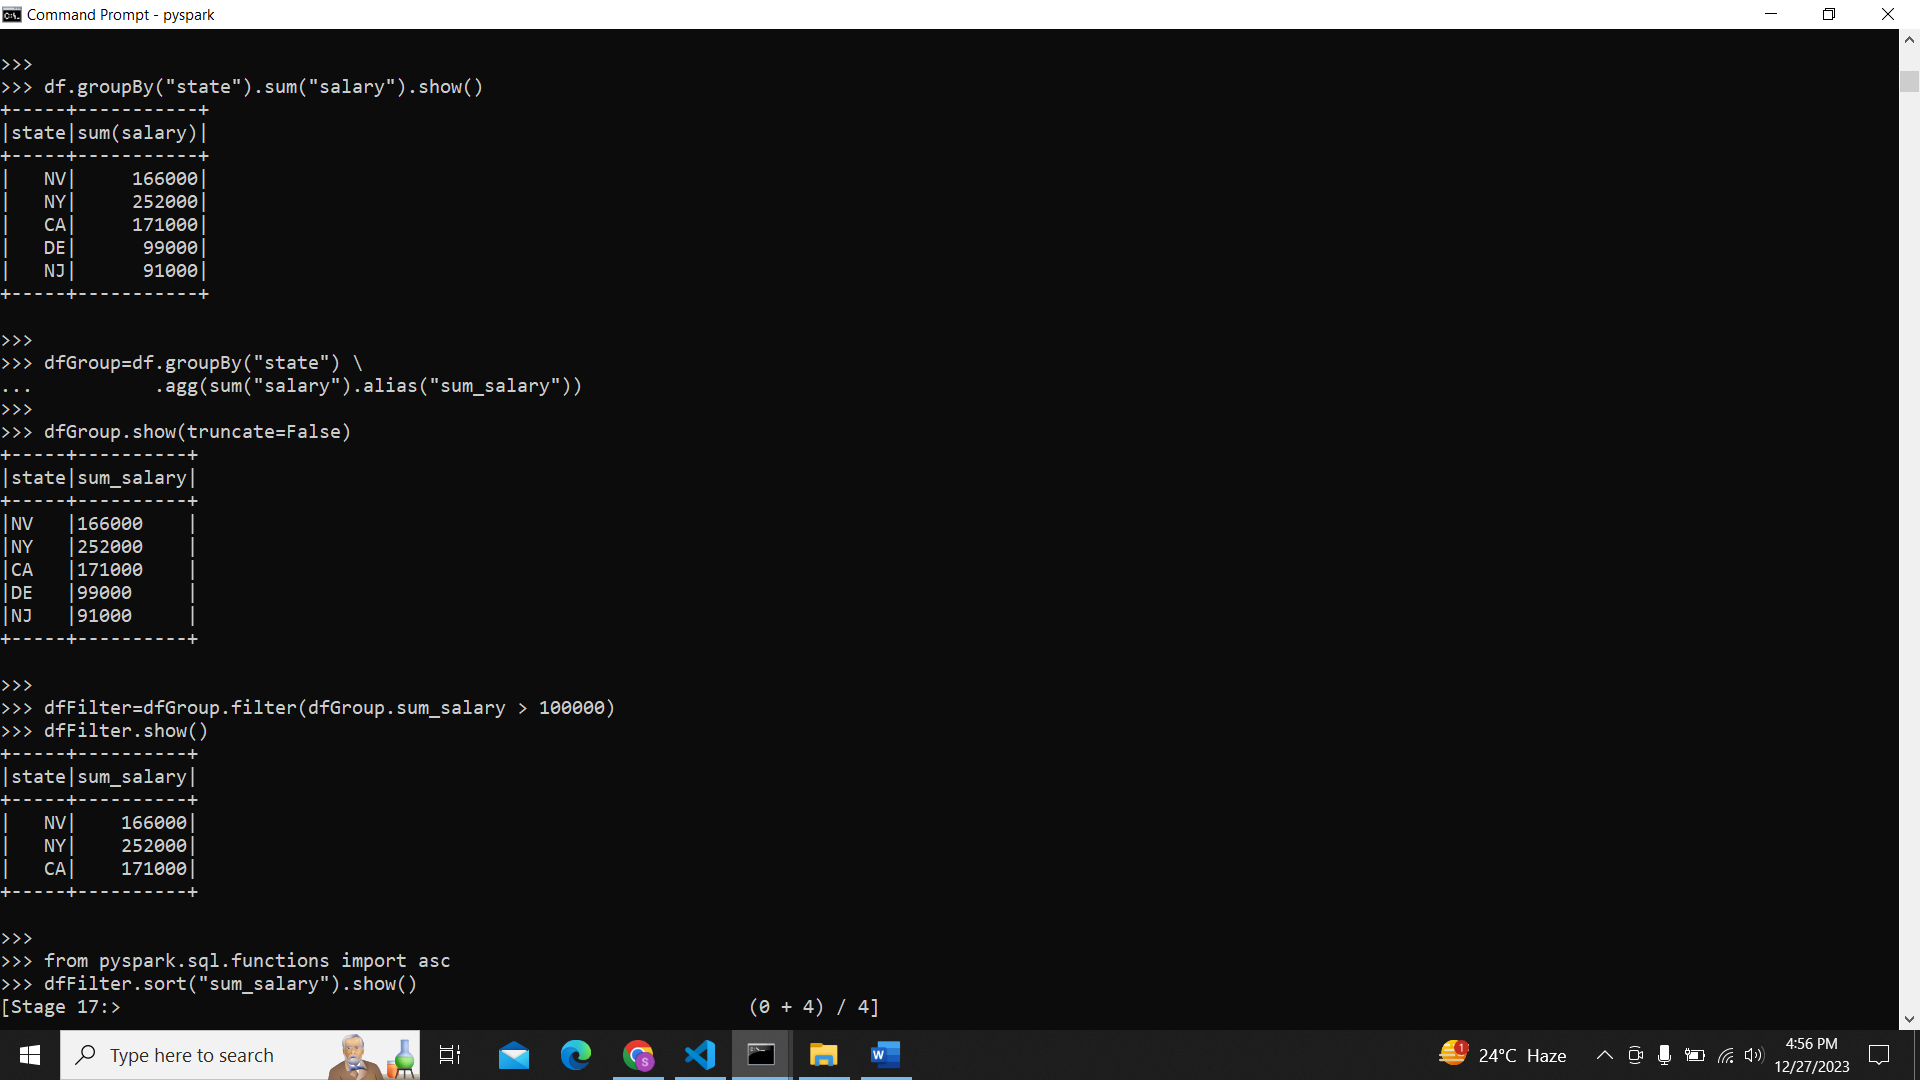 Command Prompt - pyspark
>>>
>>> df.groupBy("state").sum("salary").show()
+-----+-----------+
|state|sum(salary)|
+-----+-----------+
|   NV|     166000|
|   NY|     252000|
|   CA|     171000|
|   DE|      99000|
|   NJ|      91000|
+-----+-----------+
>>>
>>> dfGroup=df.groupBy("state") \
...           .agg(sum("salary").alias("sum_salary"))
>>>
>>> dfGroup.show(truncate=False)
+-----+----------+
|state|sum_salary|
+-----+----------+
|NV   |166000    |
|NY   |252000    |
|CA   |171000    |
|DE   |99000     |
|NJ   |91000     |
+-----+----------+
>>>
>>> dfFilter=dfGroup.filter(dfGroup.sum_salary > 100000)
>>> dfFilter.show()
+-----+----------+
|state|sum_salary|
+-----+----------+
|   NV|    166000|
|   NY|    252000|
|   CA|    171000|
+-----+----------+
>>>
>>> from pyspark.sql.functions import asc
>>> dfFilter.sort("sum_salary").show()
[Stage 17:>                                                         (0 + 4) / 4]
Type here to search
1
24°C Haze
4:56 PM
12/27/2023